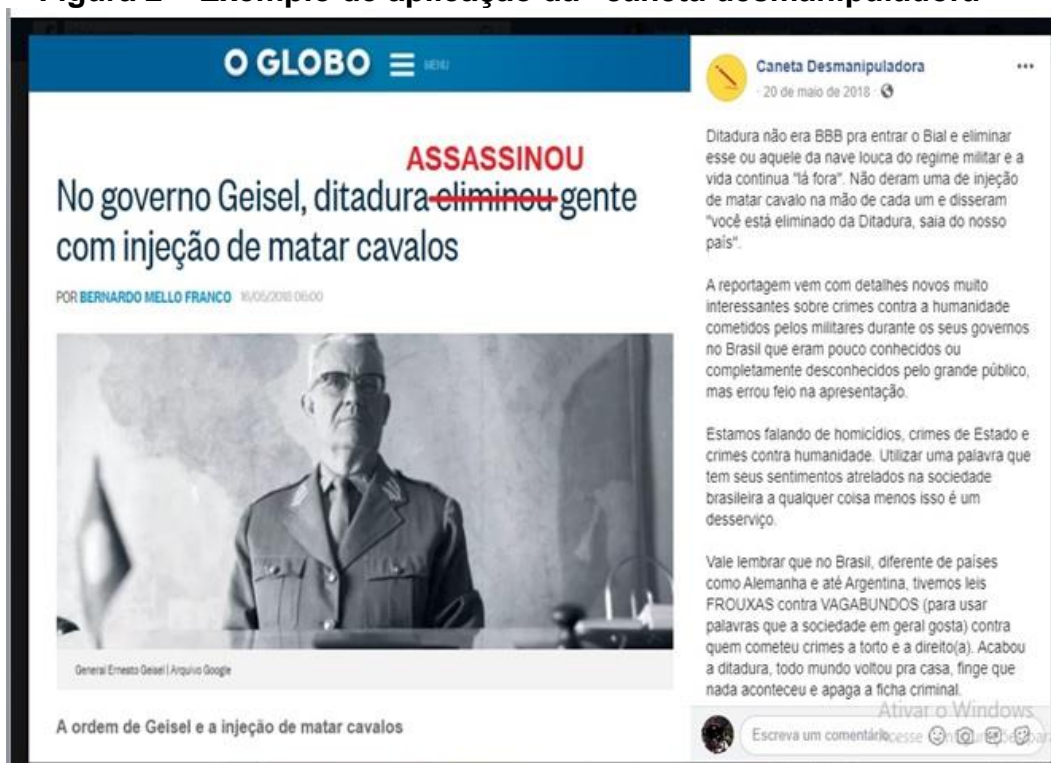 Figura 2 – Exemplo de aplicação da "caneta desmanipuladora"
O GLOBO
MENU
ASSASSINOU
No governo Geisel, ditadura eliminou gente
com injeção de matar cavalos
POR BERNARDO MELLO FRANCO 16/05/2018 06:00
General Ernesto Geisel | Arquivo Google
A ordem de Geisel e a injeção de matar cavalos
Caneta Desmanipuladora
· 20 de maio de 2018 ·
Ditadura não era BBB pra entrar o Bial e eliminar
esse ou aquele da nave louca do regime militar e a
vida continua "lá fora". Não deram uma de injeção
de matar cavalo na mão de cada um e disseram
"você está eliminado da Ditadura, saia do nosso
país".
A reportagem vem com detalhes novos muito
interessantes sobre crimes contra a humanidade
cometidos pelos militares durante os seus governos
no Brasil que eram pouco conhecidos ou
completamente desconhecidos pelo grande público,
mas errou feio na apresentação.
Estamos falando de homicídios, crimes de Estado e
crimes contra humanidade. Utilizar uma palavra que
tem seus sentimentos atrelados na sociedade
brasileira a qualquer coisa menos isso é um
desserviço.
Vale lembrar que no Brasil, diferente de países
como Alemanha e até Argentina, tivemos leis
FROUXAS contra VAGABUNDOS (para usar
palavras que a sociedade em geral gosta) contra
quem cometeu crimes a torto e a direito(a). Acabou
a ditadura, todo mundo voltou pra casa, finge que
nada aconteceu e apaga a ficha criminal.
Ativar o Windows
Escreva um comentário